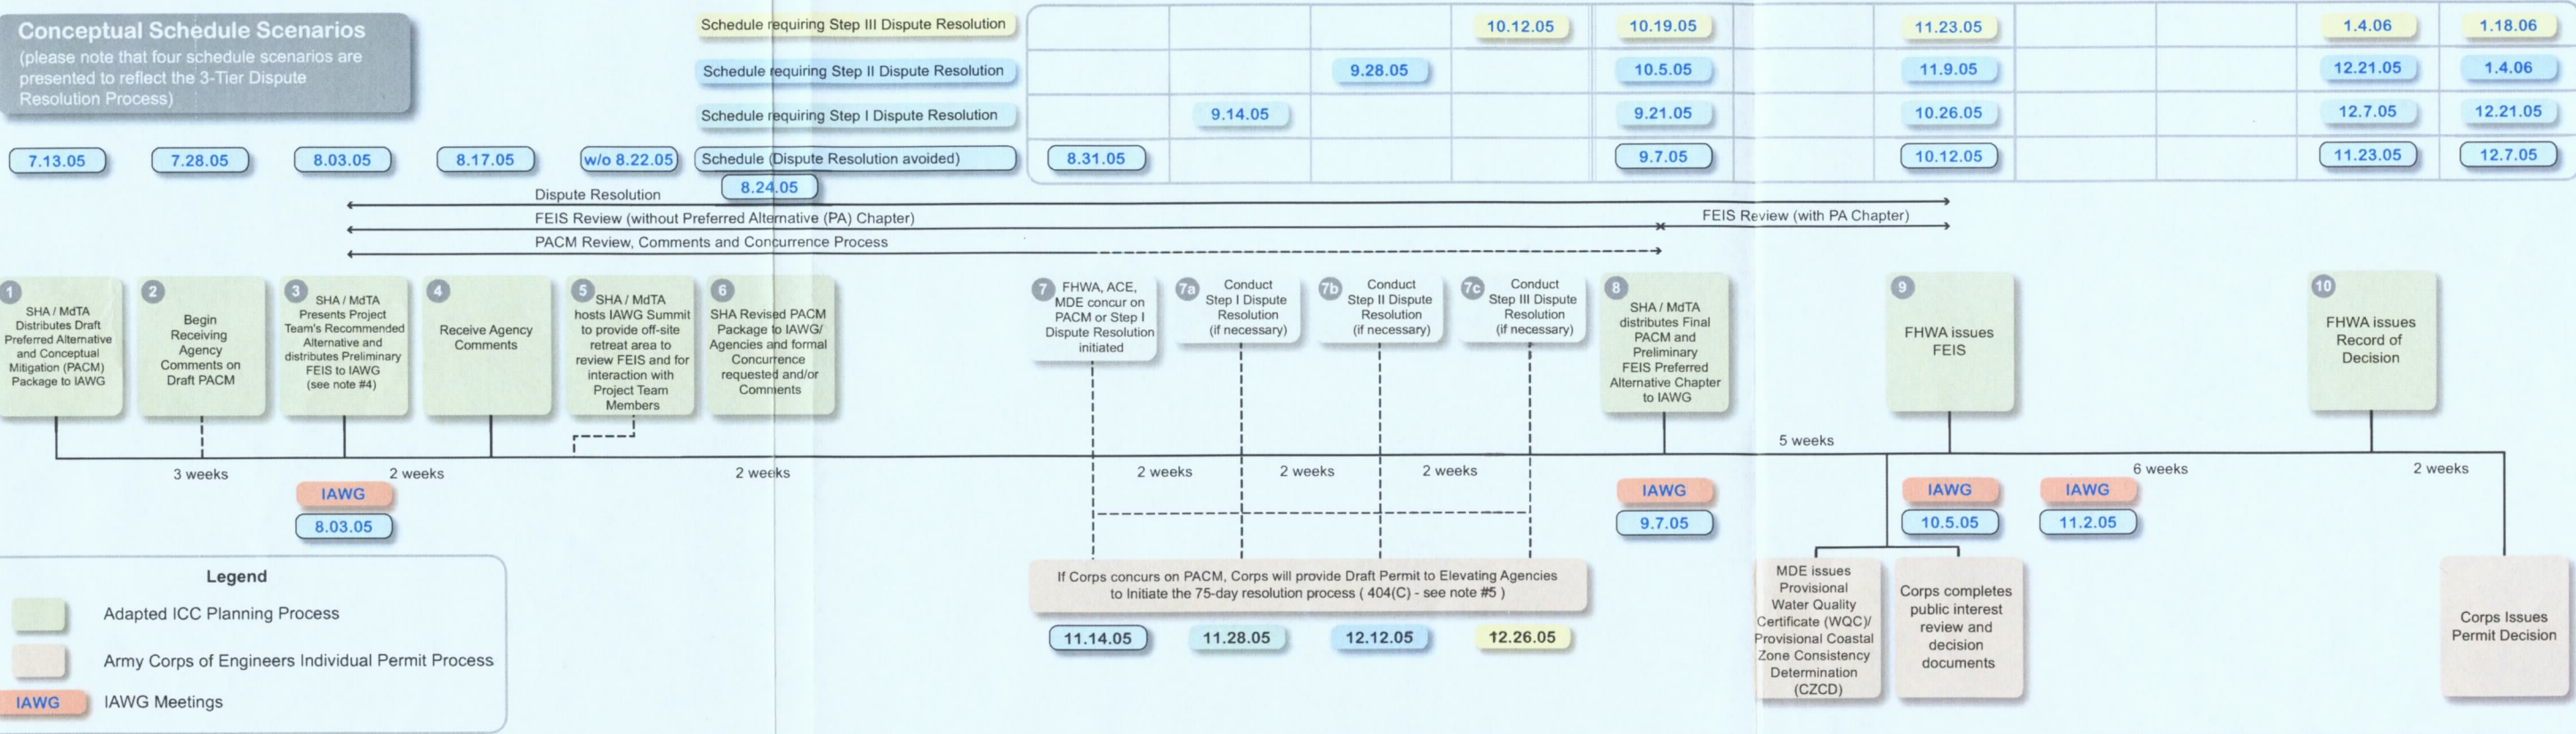 Conceptual Schedule Scenarios
(please note that four schedule scenarios are
presented to reflect the 3-Tier Dispute
Resolution Process)
Schedule requiring Step III Dispute Resolution
10.12.05
10.19.05
11.23.05
1.4.06
1.18.06
Schedule requiring Step II Dispute Resolution
9.28.05
10.5.05
11.9.05
12.21.05
1.4.06
Schedule requiring Step I Dispute Resolution
9.14.05
9.21.05
10.26.05
12.7.05
12.21.05
7.13.05
7.28.05
8.03.05
8.17.05
w/o 8.22.05
Schedule (Dispute Resolution avoided)
8.31.05
9.7.05
10.12.05
11.23.05
12.7.05
8.24.05
Dispute Resolution
FEIS Review (without Preferred Alternative (PA) Chapter)
FEIS Review (with PA Chapter)
PACM Review, Comments and Concurrence Process
1
SHA / MdTA
Distributes Draft
Preferred Alternative
and Conceptual
Mitigation (PACM)
Package to IAWG
2
Begin
Receiving
Agency
Comments on
Draft PACM
3
SHA / MdTA
Presents Project
Team's Recommended
Alternative and
distributes Preliminary
FEIS to IAWG
(see note #4)
4
Receive Agency
Comments
5
SHA / MdTA
hosts IAWG Summit
to provide off-site
retreat area to
review FEIS and for
interaction with
Project Team
Members
6
SHA Revised PACM
Package to IAWG/
Agencies and formal
Concurrence
requested and/or
Comments
7
FHWA, ACE,
MDE concur on
PACM or Step I
Dispute Resolution
initiated
7a
Conduct
Step I Dispute
Resolution
(if necessary)
7b
Conduct
Step II Dispute
Resolution
(if necessary)
7c
Conduct
Step III Dispute
Resolution
(if necessary)
8
SHA / MdTA
distributes Final
PACM and
Preliminary
FEIS Preferred
Alternative Chapter
to IAWG
9
FHWA issues
FEIS
10
FHWA issues
Record of
Decision
3 weeks
2 weeks
2 weeks
2 weeks
2 weeks
2 weeks
5 weeks
6 weeks
2 weeks
IAWG
8.03.05
IAWG
9.7.05
IAWG
10.5.05
IAWG
11.2.05
If Corps concurs on PACM, Corps will provide Draft Permit to Elevating Agencies
to Initiate the 75-day resolution process ( 404(C) - see note #5 )
11.14.05
11.28.05
12.12.05
12.26.05
MDE issues
Provisional
Water Quality
Certificate (WQC)/
Provisional Coastal
Zone Consistency
Determination
(CZCD)
Corps completes
public interest
review and
decision
documents
Corps Issues
Permit Decision
Legend
Adapted ICC Planning Process
Army Corps of Engineers Individual Permit Process
IAWG
IAWG Meetings